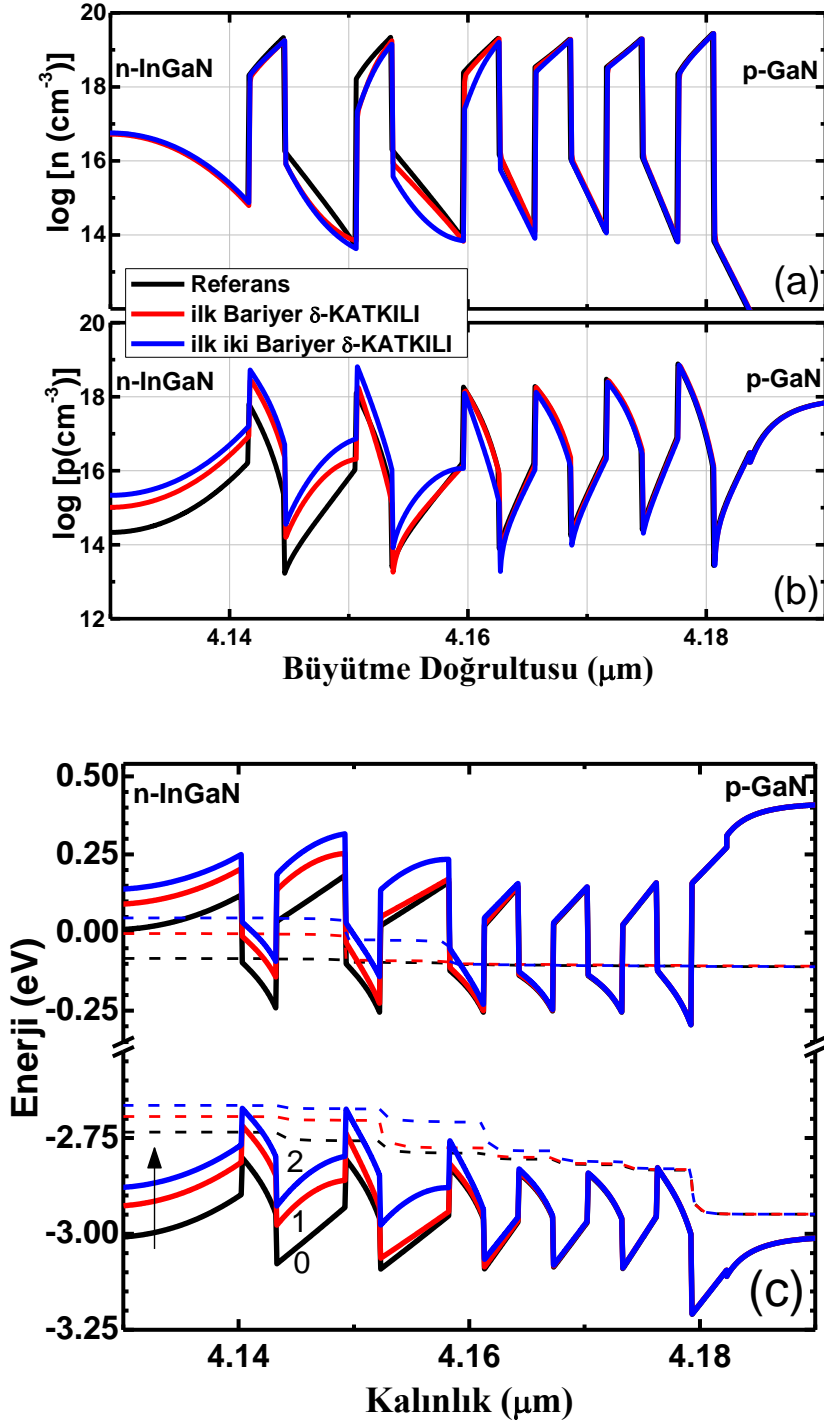 20
18
16
14
log [n (cm-3)]
n-InGaN
p-GaN
(a)
Referans
ilk Bariyer δ-KATKILI
ilk iki Bariyer δ-KATKILI
20
18
16
14
12
log [p(cm-3)]
n-InGaN
p-GaN
(b)
4.14
4.16
4.18
Büyütme Doğrultusu (μm)
0.50
0.25
0.00
-0.25
-2.75
-3.00
-3.25
Enerji (eV)
n-InGaN
p-GaN
2
1
0
(c)
4.14
4.16
4.18
Kalınlık (μm)